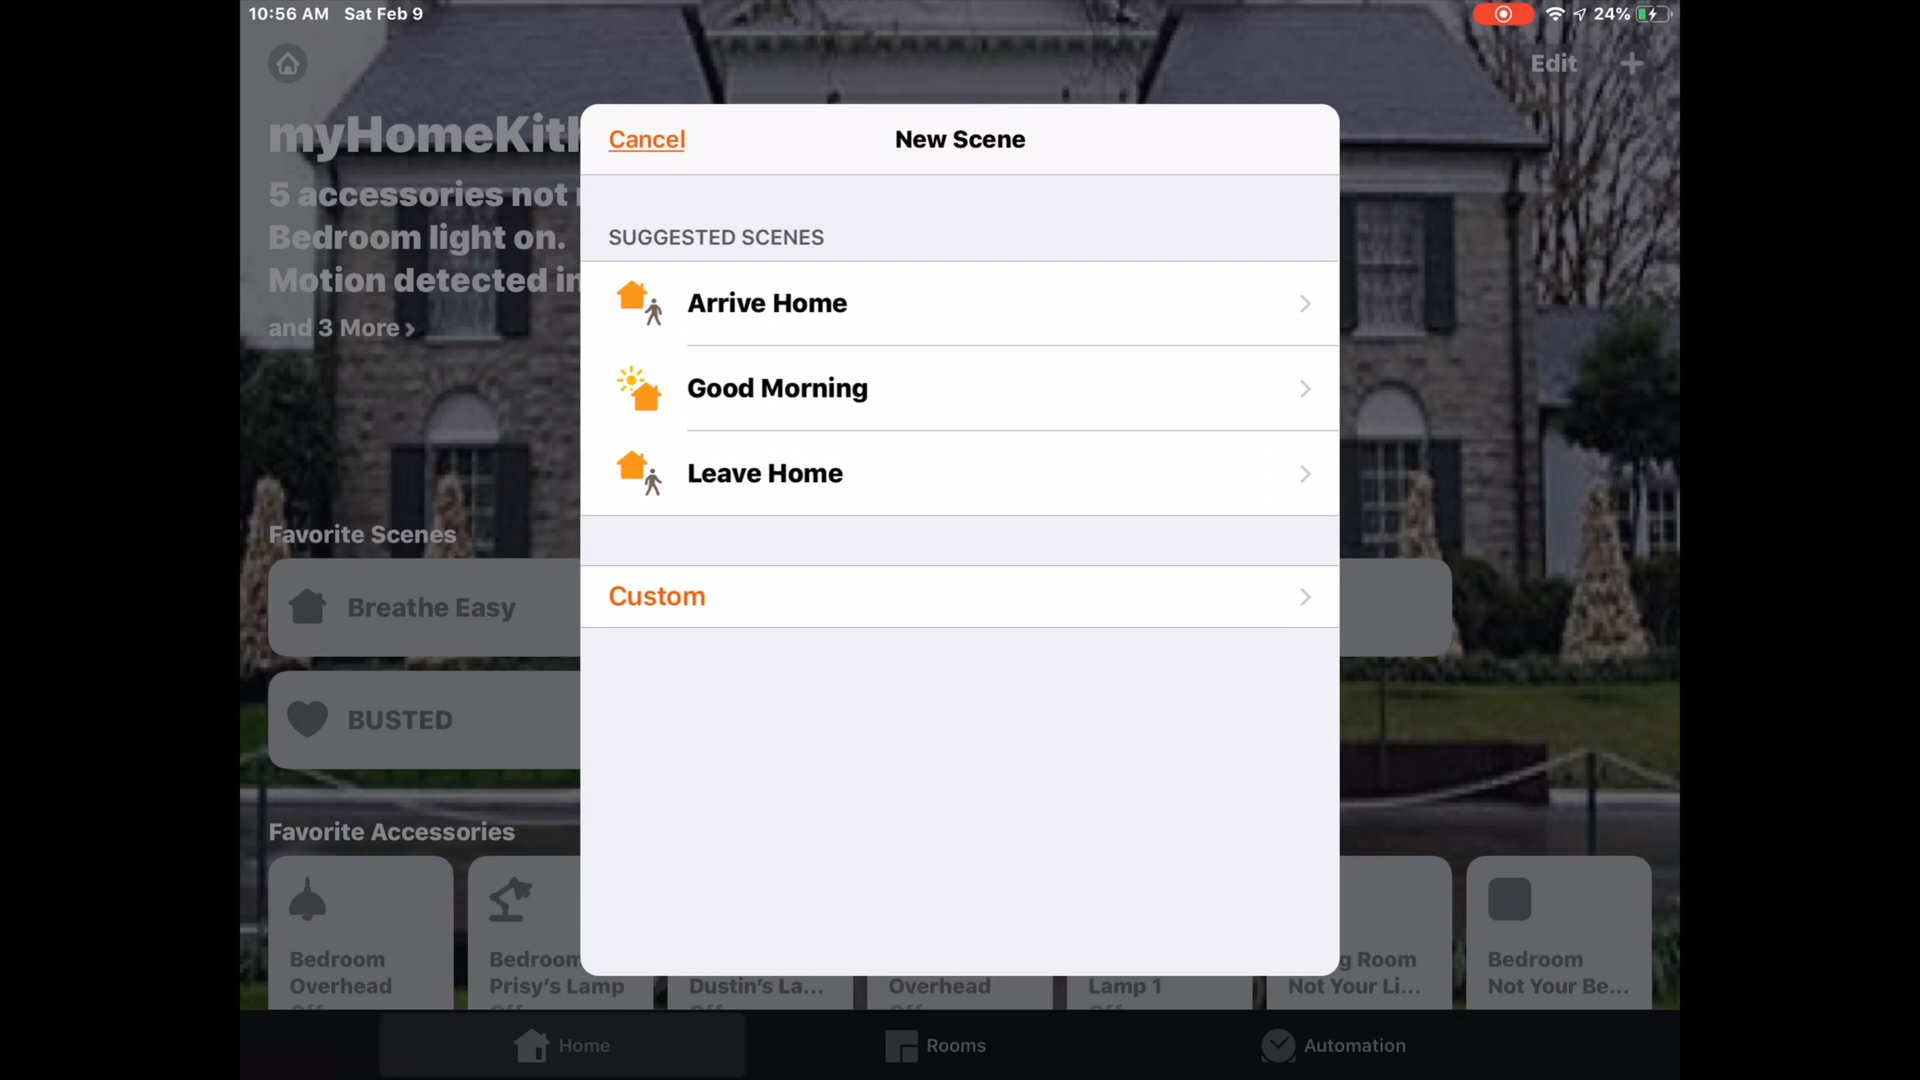 10:56 AM Sat Feb 9
24%
Edit
myHomeKit
5 accessories not
Bedroom light on.
Motion detected in
and 3 More
Cancel
New Scene
SUGGESTED SCENES
Arrive Home
Good Morning
Leave Home
Custom
Favorite Scenes
Breathe Easy
BUSTED
Favorite Accessories
Bedroom
Overhead
Off
Bedroom
Prisy's Lamp
Off
Dustin's La...
Overhead
Lamp 1
g Room
Not Your Li...
Bedroom
Not Your Be...
Home
Rooms
Automation